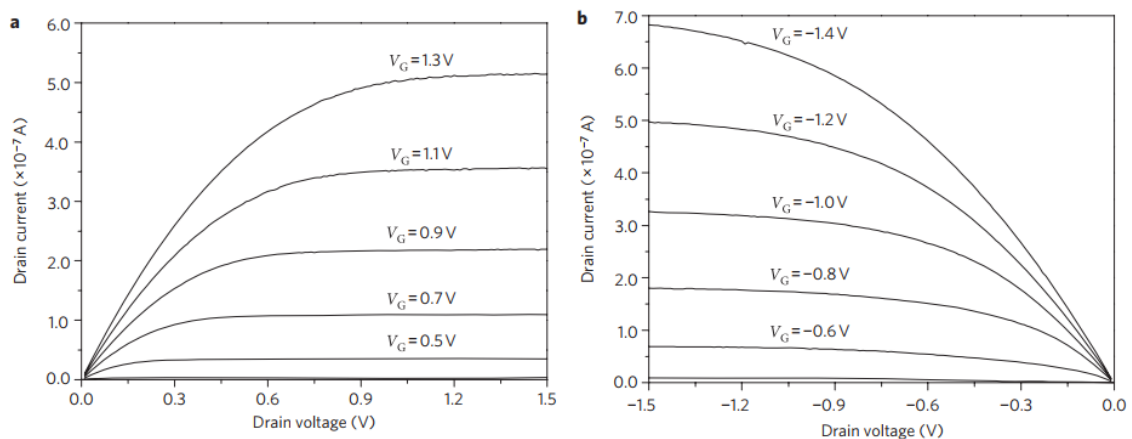 a
6.0
5.0
4.0
3.0
2.0
1.0
0.0
Drain current (×10⁻⁷ A)
V_G = 1.3 V
V_G = 1.1 V
V_G = 0.9 V
V_G = 0.7 V
V_G = 0.5 V
0.0 0.3 0.6 0.9 1.2 1.5
Drain voltage (V)
b
7.0
6.0
5.0
4.0
3.0
2.0
1.0
0.0
Drain current (×10⁻⁷ A)
V_G = −1.4 V
V_G = −1.2 V
V_G = −1.0 V
V_G = −0.8 V
V_G = −0.6 V
−1.5 −1.2 −0.9 −0.6 −0.3 0.0
Drain voltage (V)